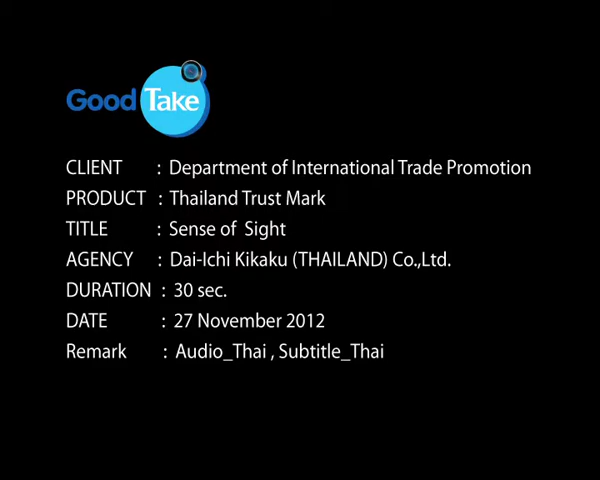 Good Take
CLIENT : Department of International Trade Promotion
PRODUCT : Thailand Trust Mark
TITLE : Sense of Sight
AGENCY : Dai-Ichi Kikaku (THAILAND) Co.,Ltd.
DURATION : 30 sec.
DATE : 27 November 2012
Remark : Audio_Thai , Subtitle_Thai